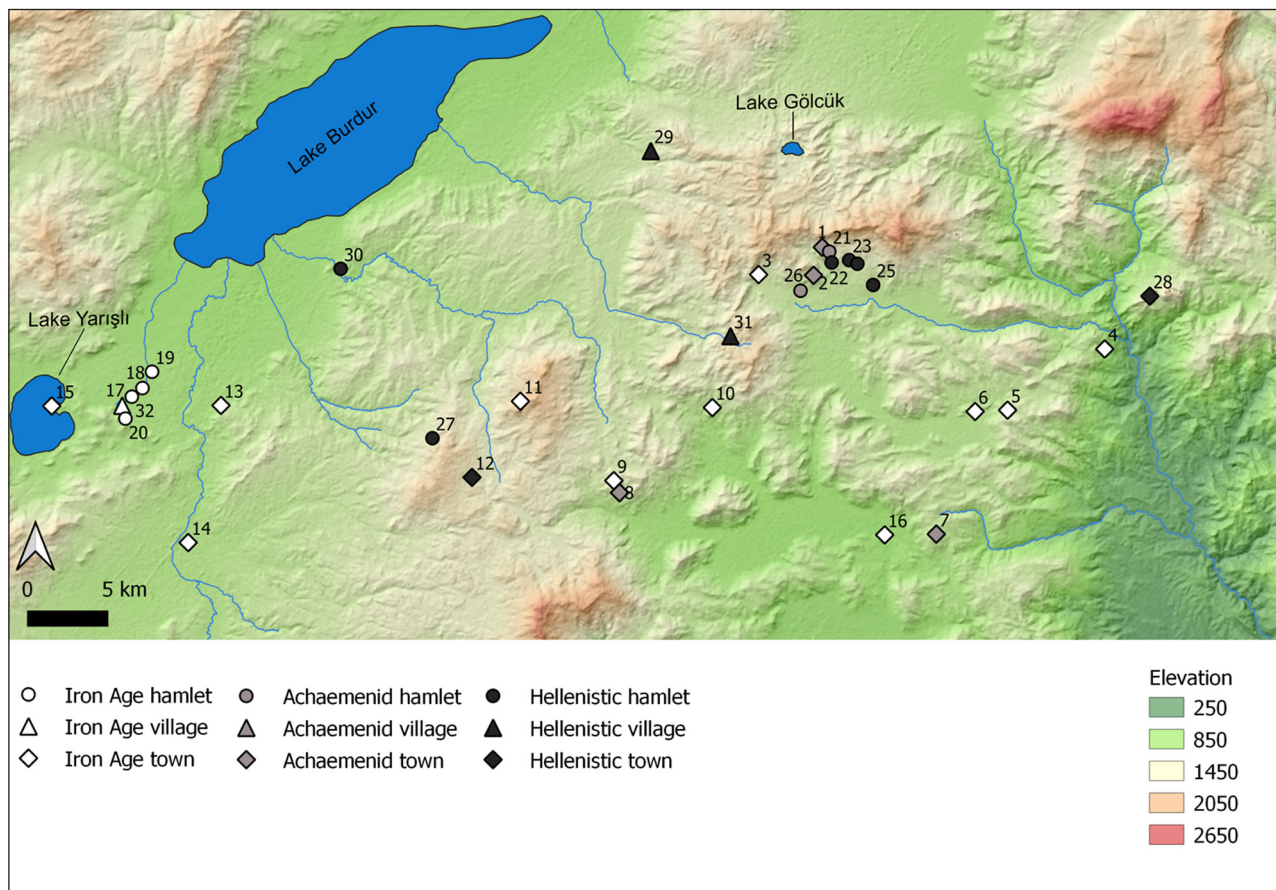 Lake Burdur
Lake Gölcük
29
1
21
23
3
30
26
2
22
25
28
Lake Yarışlı
31
4
19
18
15
17
13
11
10
6
5
32
20
27
12
9
8
14
16
7
0 5 km
Iron Age hamlet
Iron Age village
Iron Age town
Achaemenid hamlet
Achaemenid village
Achaemenid town
Hellenistic hamlet
Hellenistic village
Hellenistic town
Elevation
250
850
1450
2050
2650